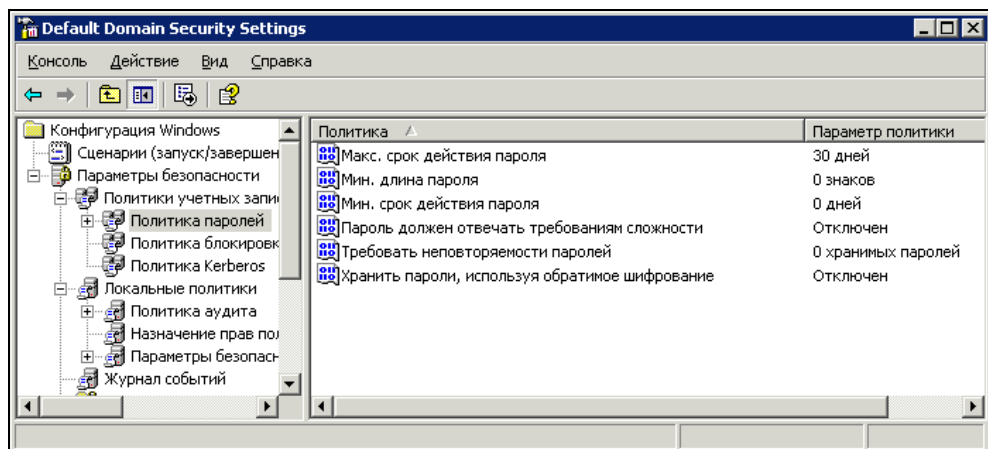 Default Domain Security Settings
Консоль Действие Вид Справка
Конфигурация Windows
Сценарии (запуск/завершен
Параметры безопасности
Политики учетных запи
Политика паролей
Политика блокировк
Политика Kerberos
Локальные политики
Политика аудита
Назначение прав пол
Параметры безопасн
Журнал событий
Политика Параметр политики
Макс. срок действия пароля 30 дней
Мин. длина пароля 0 знаков
Мин. срок действия пароля 0 дней
Пароль должен отвечать требованиям сложности Отключен
Требовать неповторяемости паролей 0 хранимых паролей
Хранить пароли, используя обратимое шифрование Отключен